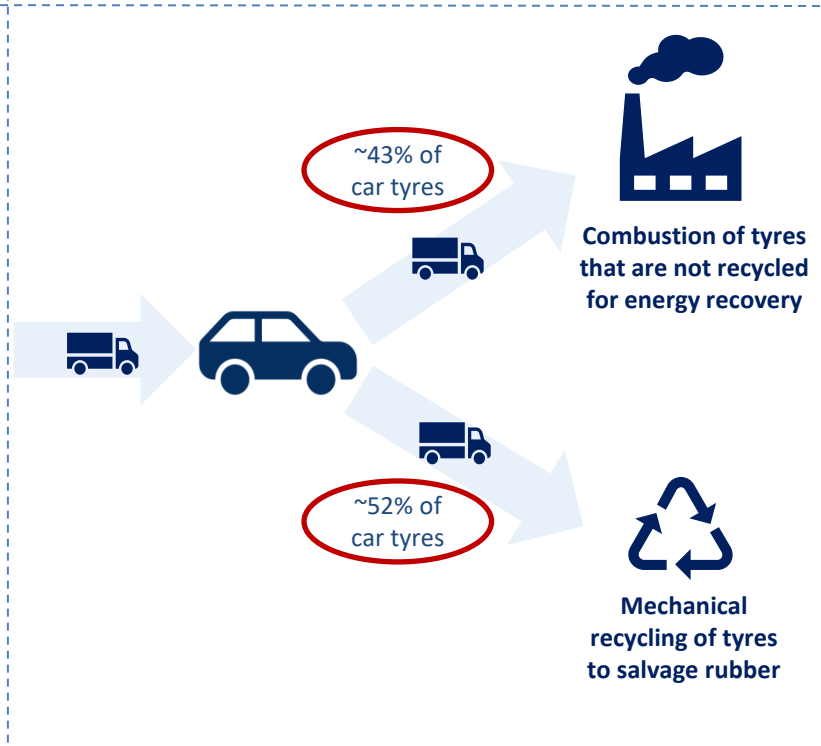 ~43% of
car tyres
Combustion of tyres
that are not recycled
for energy recovery
~52% of
car tyres
Mechanical
recycling of tyres
to salvage rubber